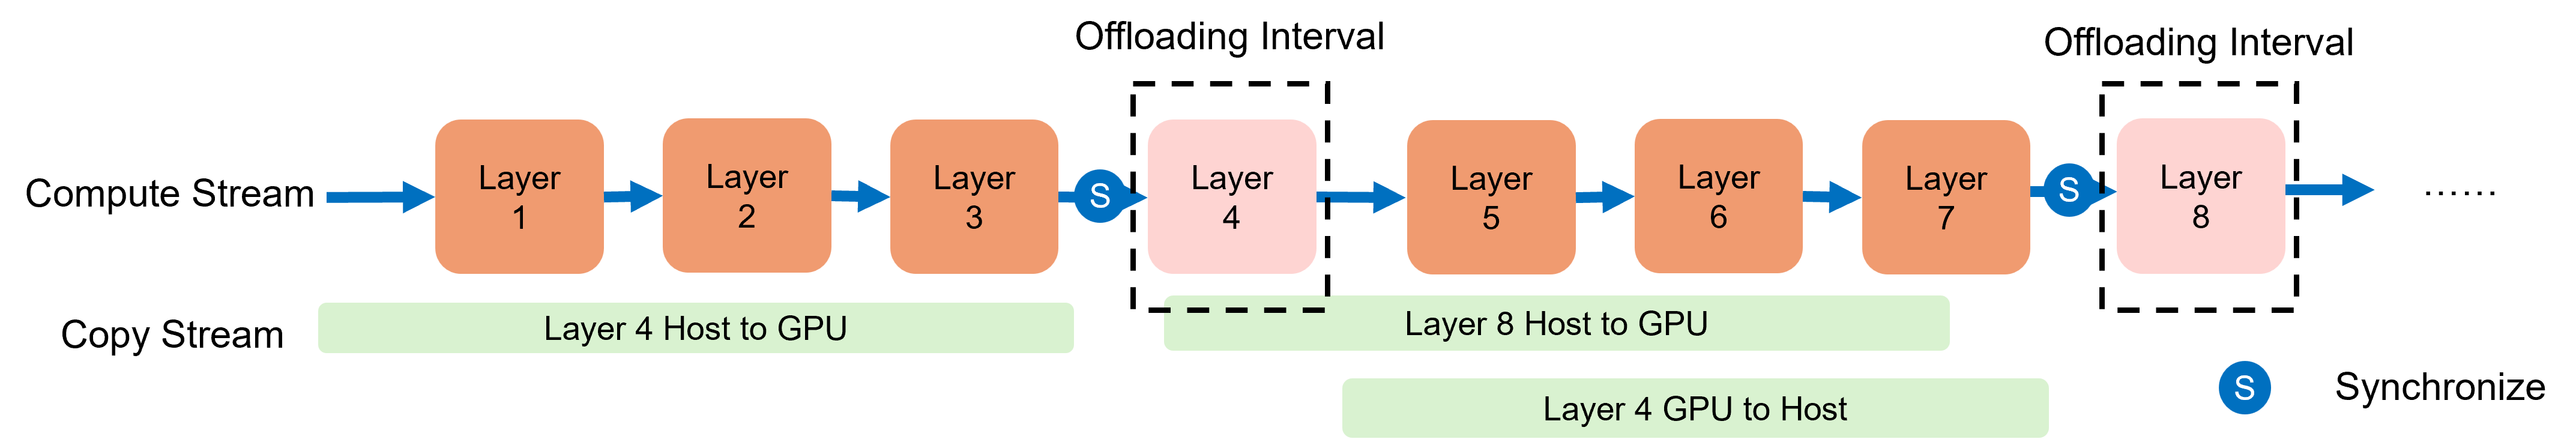 Offloading Interval
Offloading Interval
Compute Stream
Layer
1
Layer
2
Layer
3
S
Layer
4
Layer
5
Layer
6
Layer
7
S
Layer
8
......
Copy Stream
Layer 4 Host to GPU
Layer 8 Host to GPU
Layer 4 GPU to Host
S
Synchronize